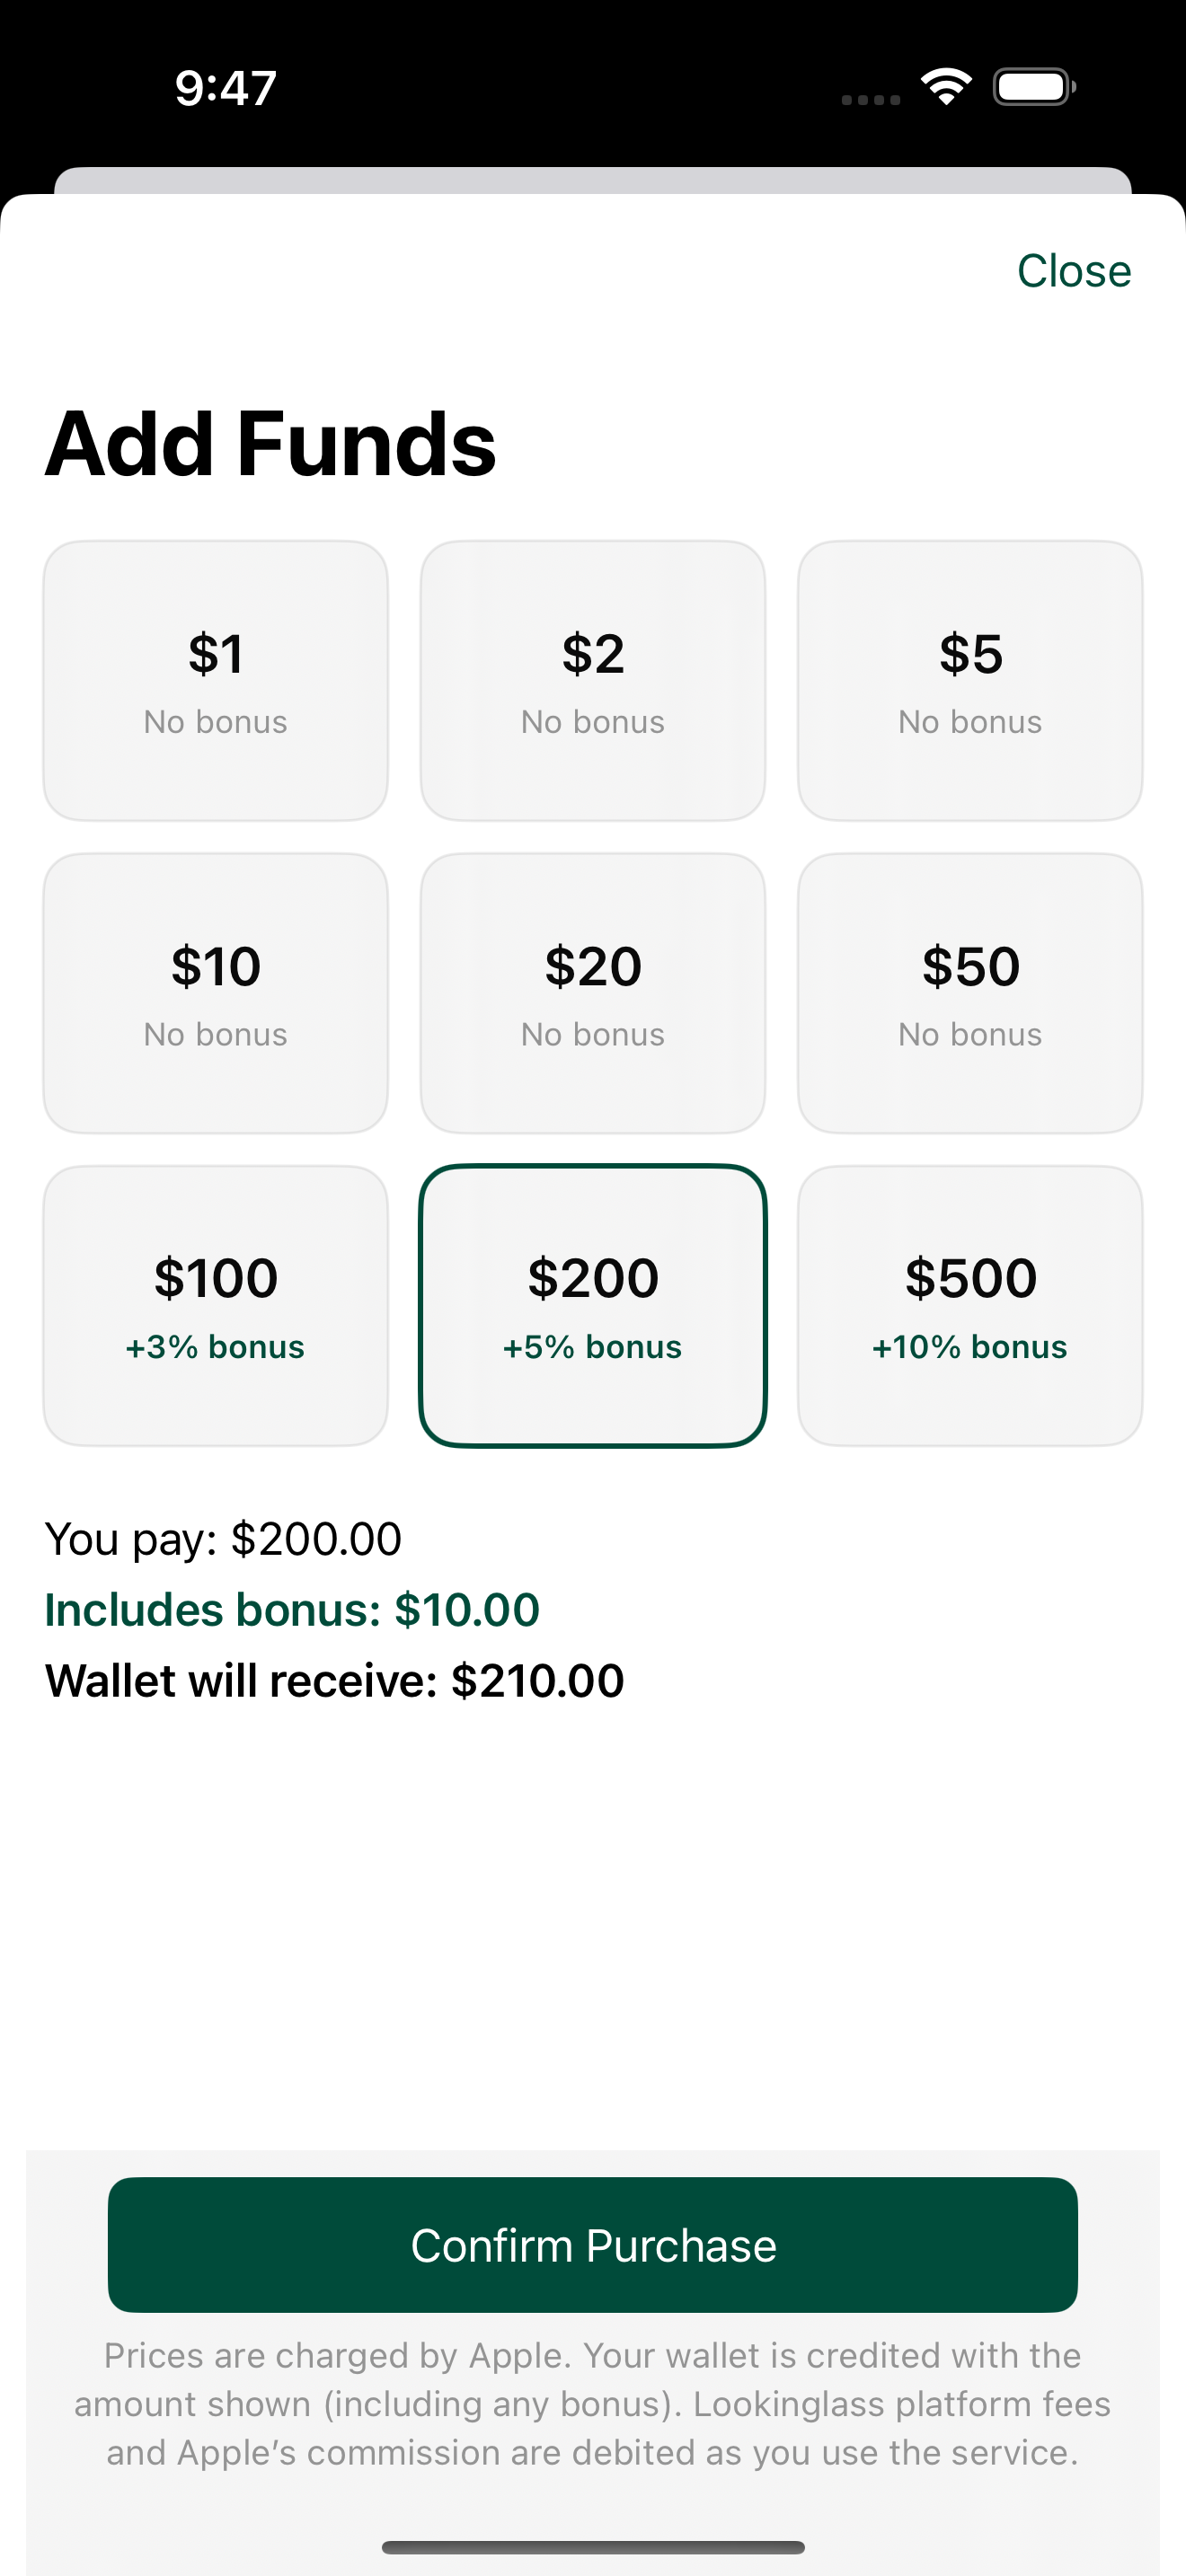 9:47
Close
Add Funds
$1
No bonus
$2
No bonus
$5
No bonus
$10
No bonus
$20
No bonus
$50
No bonus
$100
+3% bonus
$200
+5% bonus
$500
+10% bonus
You pay: $200.00
Includes bonus: $10.00
Wallet will receive: $210.00
Confirm Purchase
Prices are charged by Apple. Your wallet is credited with the
amount shown (including any bonus). Lookinglass platform fees
and Apple’s commission are debited as you use the service.